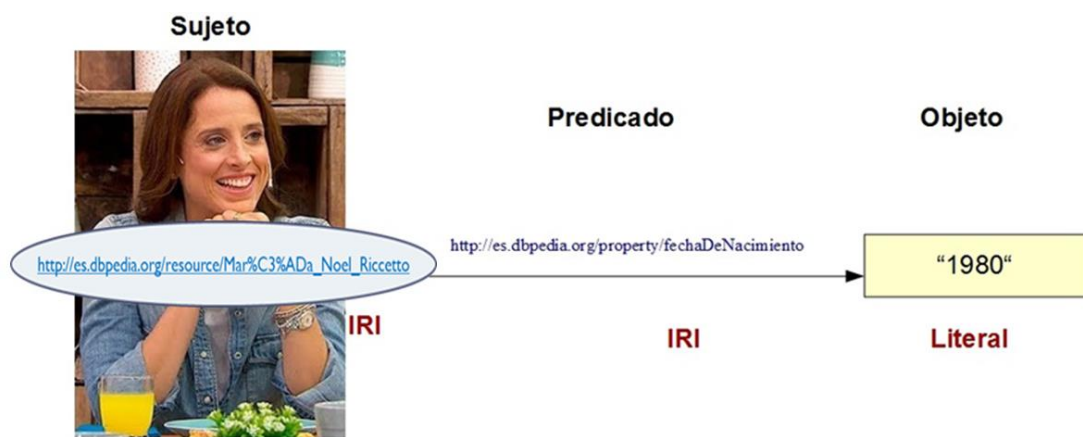 Sujeto
Predicado
Objeto
http://es.dbpedia.org/property/fechaDeNacimiento
http://es.dbpedia.org/resource/Mar%C3%ADa_Noel_Riccetto
“1980“
IRI
IRI
Literal